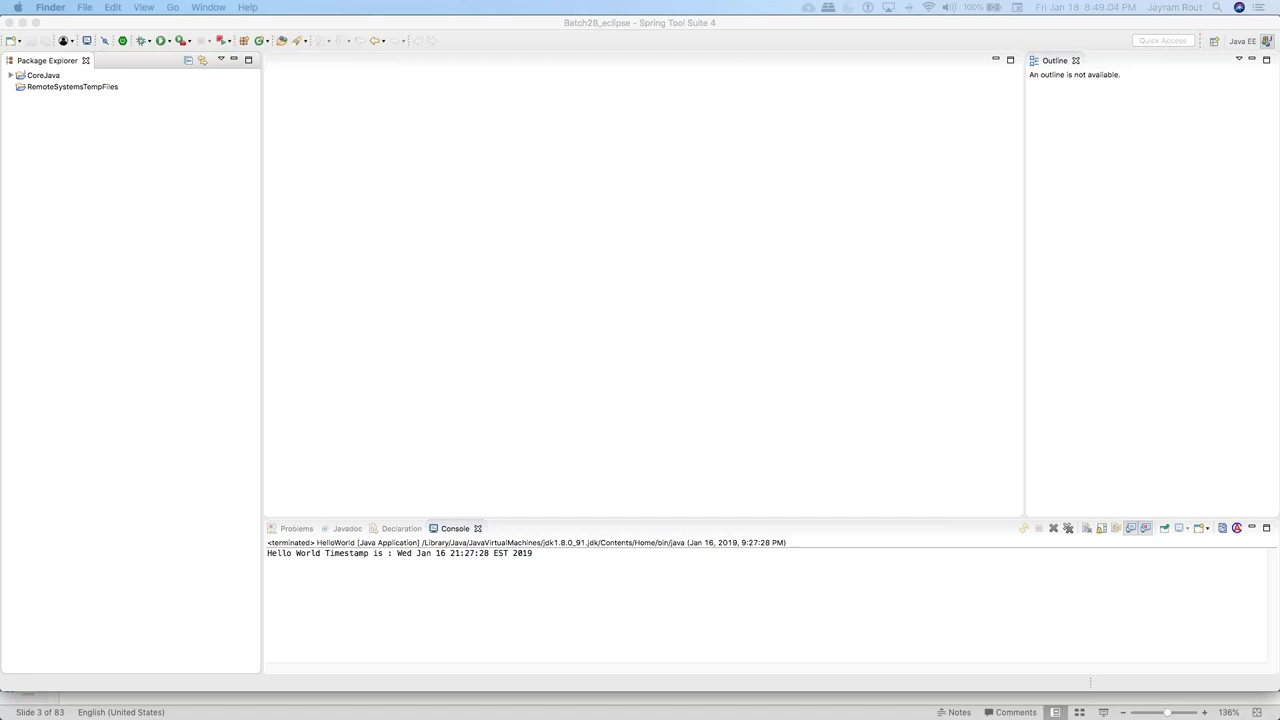 Finder File Edit View Go Window Help 100% Fri Jan 18 8:49:04 PM Jayram Rout
Batch28_eclipse - Spring Tool Suite 4
Quick Access Java EE
Package Explorer
CoreJava
RemoteSystemsTempFiles
Outline
An outline is not available.
Problems Javadoc Declaration Console
<terminated> HelloWorld [Java Application] /Library/Java/JavaVirtualMachines/jdk1.8.0_91.jdk/Contents/Home/bin/java (Jan 16, 2019, 9:27:28 PM)
Hello World Timestamp is : Wed Jan 16 21:27:28 EST 2019
Slide 3 of 83 English (United States) Notes Comments 136%